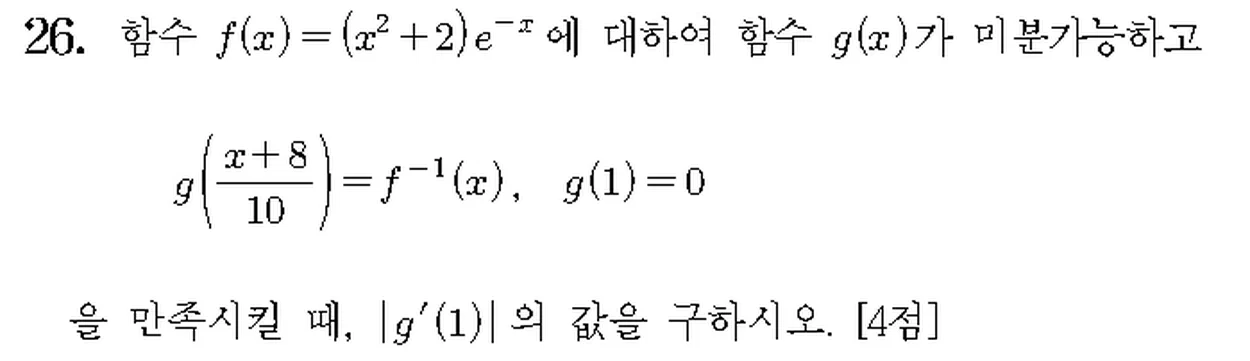 26. 함수 f(x)=(x²+2)e⁻ˣ에 대하여 함수 g(x)가 미분가능하고
g((x+8)/10)=f⁻¹(x), g(1)=0
을 만족시킬 때, |g′(1)|의 값을 구하시오. [4점]